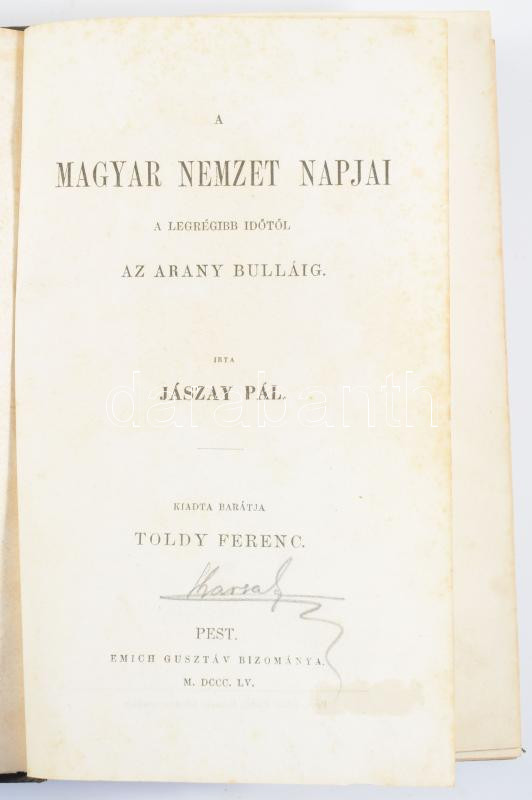 A
MAGYAR NEMZET NAPJAI
A LEGRÉGIBB IDŐTŐL
AZ ARANY BULLÁIG.
IRTA
JÁSZAY PÁL.
darabanth
KIADTA BARÁTJA
TOLDY FERENC.
PEST.
EMICH GUSZTÁV BIZOMÁNYA.
M. DCCC. LV.